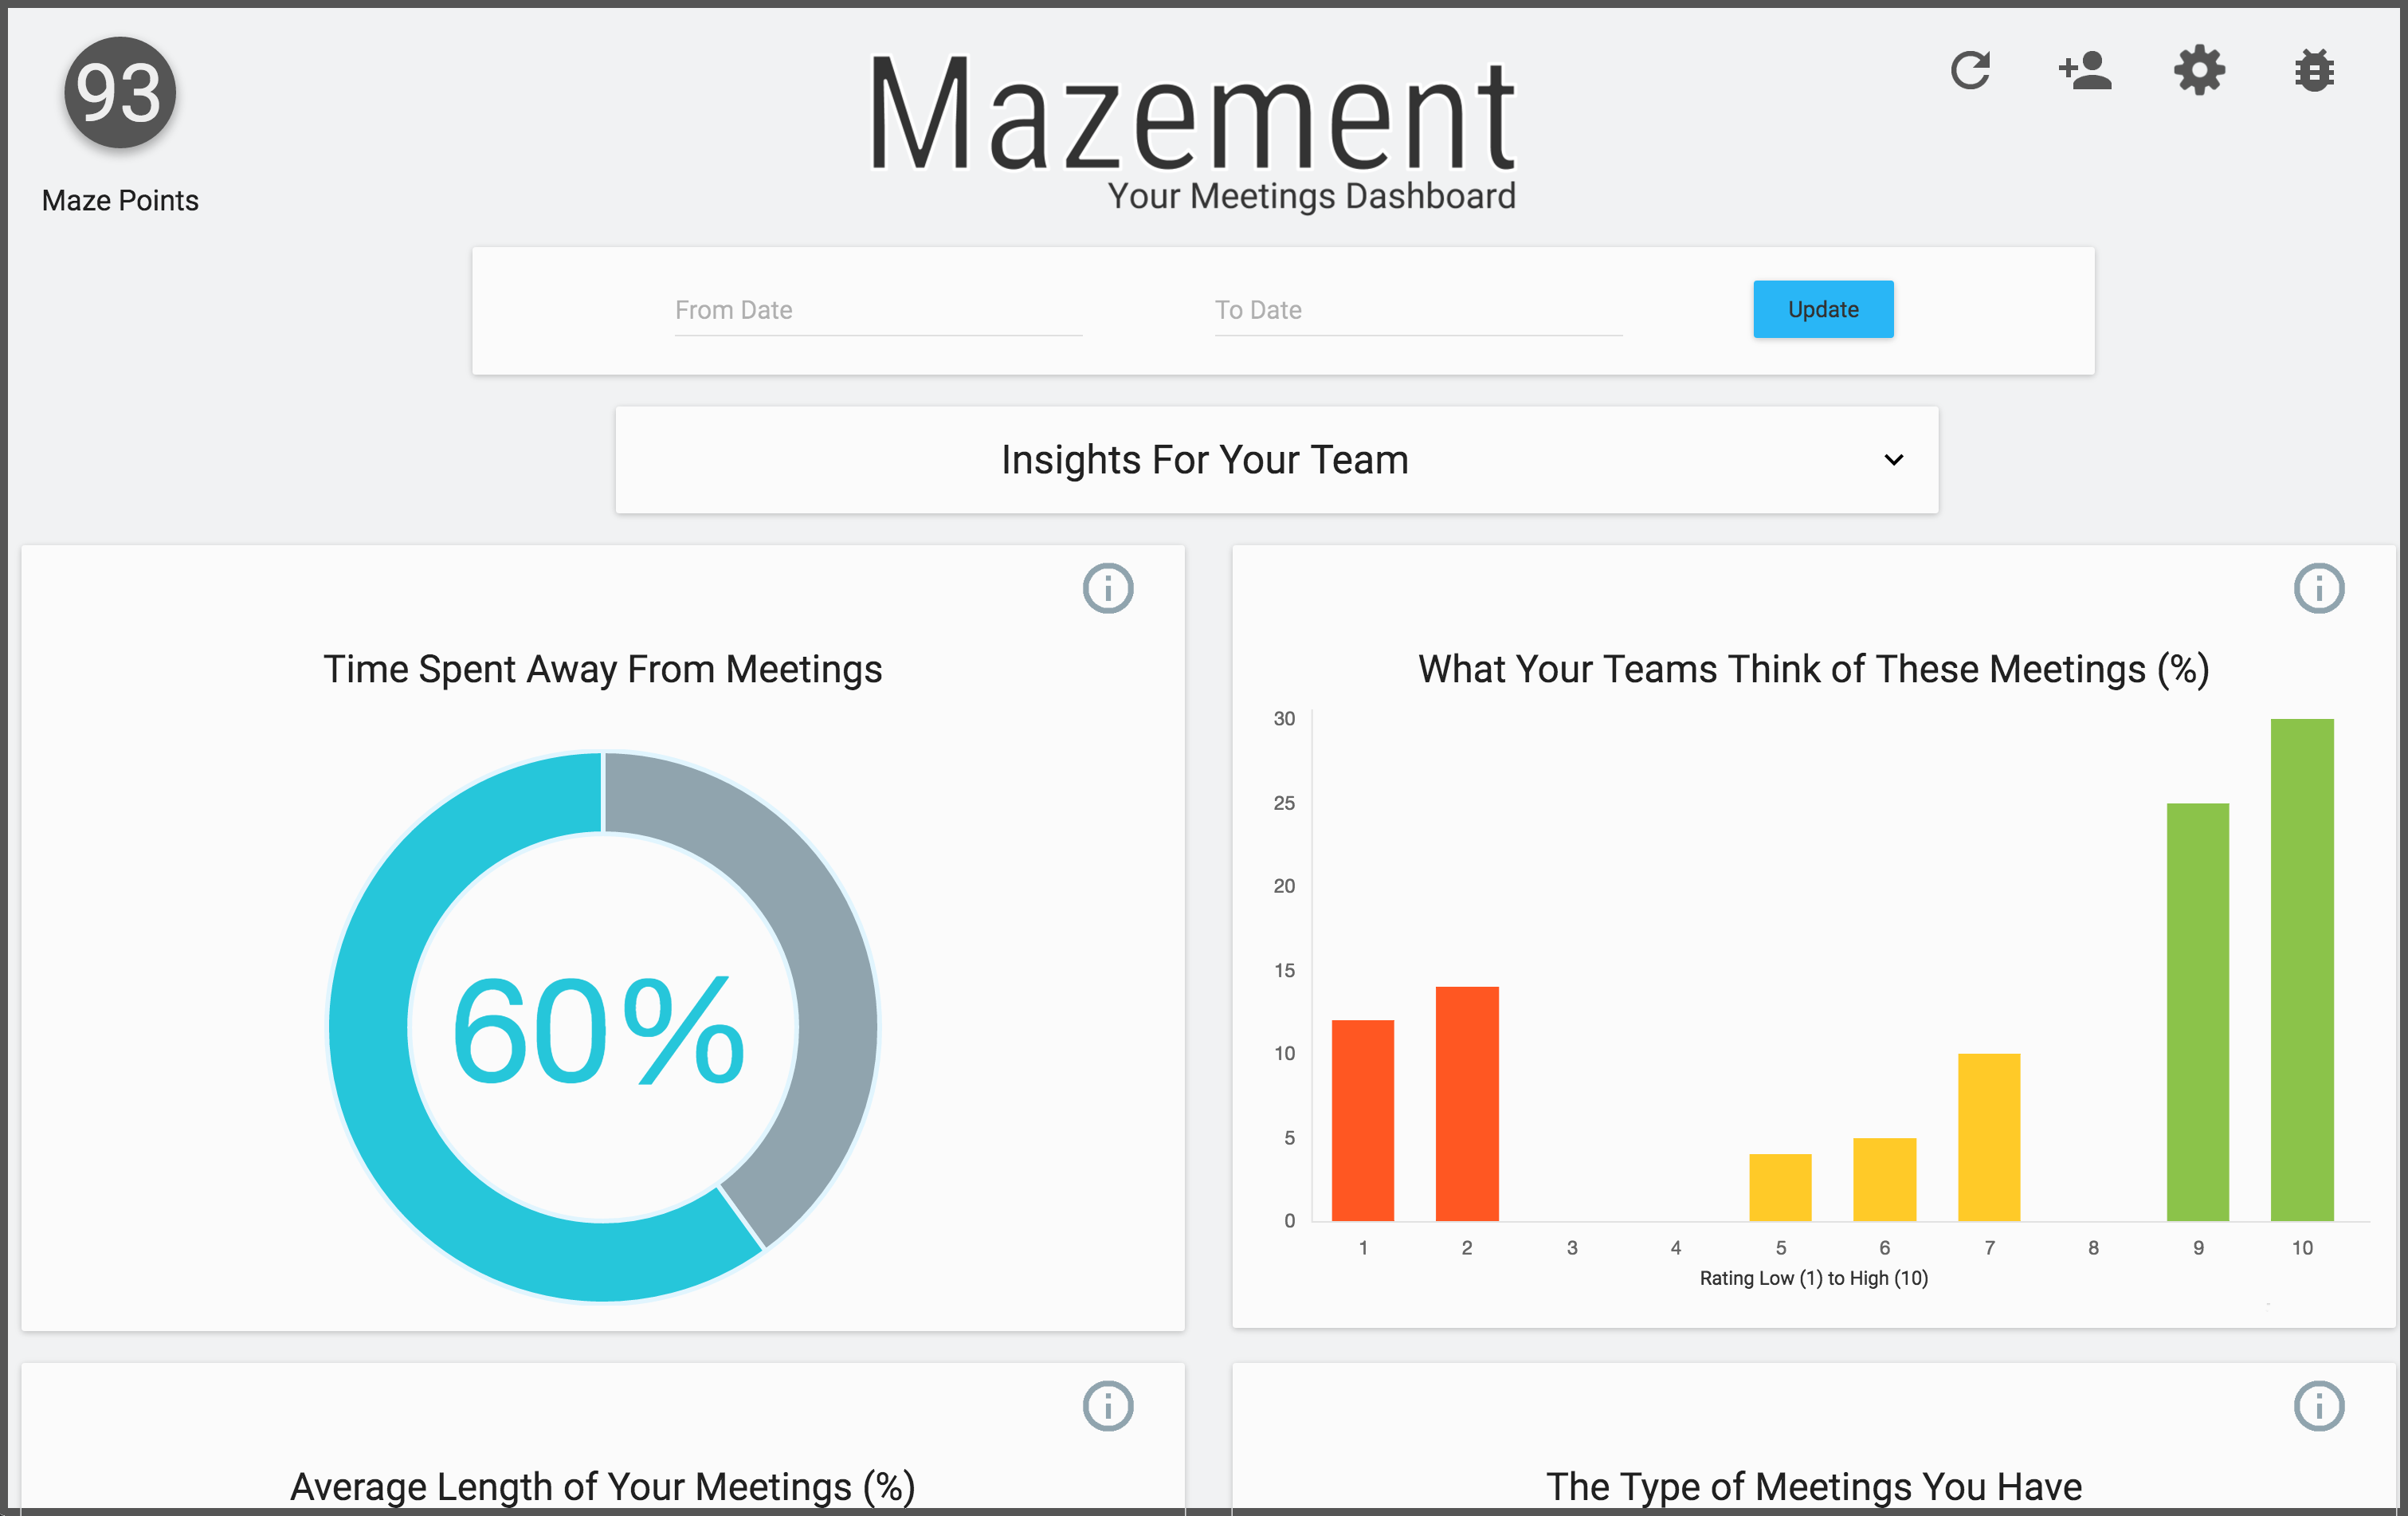 93
Maze Points
Mazement
Your Meetings Dashboard
From Date
To Date
Update
Insights For Your Team
Time Spent Away From Meetings
60%
What Your Teams Think of These Meetings (%)
30
25
20
15
10
5
0
1 2 3 4 5 6 7 8 9 10
Rating Low (1) to High (10)
Average Length of Your Meetings (%)
The Type of Meetings You Have